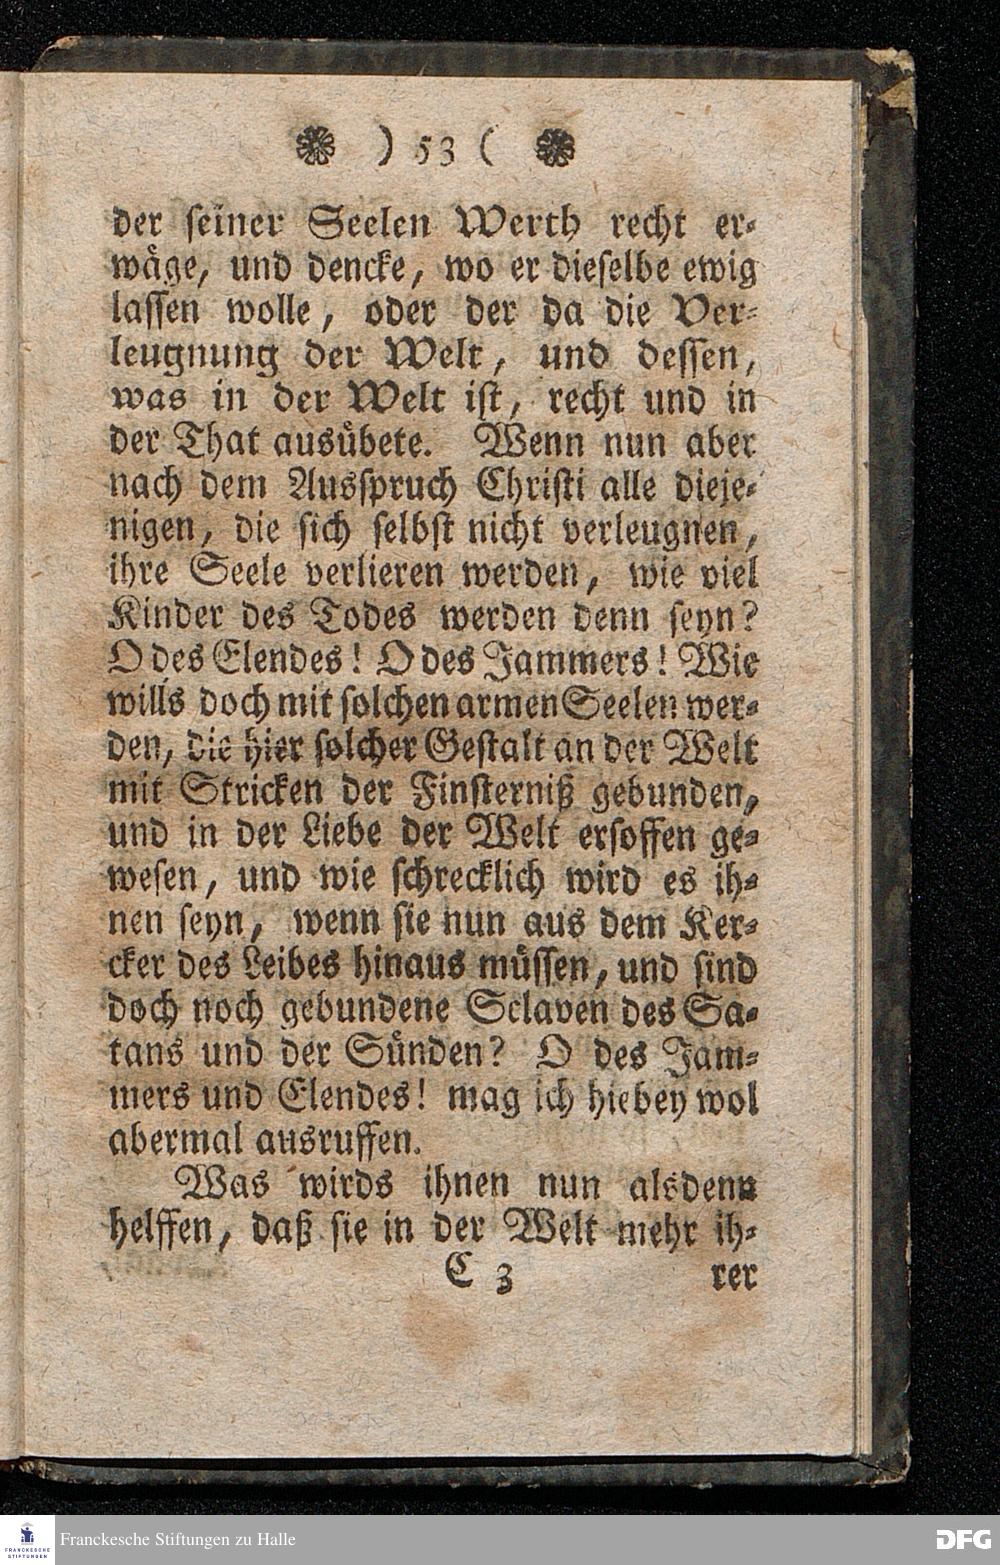 ) 53 (
der seiner Seelen Werth recht er-
wäge, und dencke, wo er dieselbe ewig
lassen wolle, oder der da die Ver-
leugnung der Welt, und dessen,
was in der Welt ist, recht und in
der That ausübete. Wenn nun aber
nach dem Ausspruch Christi alle dieje-
nigen, die sich selbst nicht verleugnen,
ihre Seele verlieren werden, wie viel
Kinder des Todes werden denn seyn?
O des Elendes! O des Jammers! Wie
wills doch mit solchen armen Seelen wer-
den, die hier solcher Gestalt an der Welt
mit Stricken der Finsterniß gebunden,
und in der Liebe der Welt ersoffen ge-
wesen, und wie schrecklich wird es ih-
nen seyn, wenn sie nun aus dem Ker-
cker des Leibes hinaus müssen, und sind
doch noch gebundene Sclaven des Sa-
tans und der Sünden? O des Jam-
mers und Elendes! mag ich hiebey wol
abermal ausruffen.
Was wirds ihnen nun alsdenn
helffen, daß sie in der Welt mehr ih-
C 3 rer
FRANCKESCHE STIFTUNGEN
Franckesche Stiftungen zu Halle
DFG